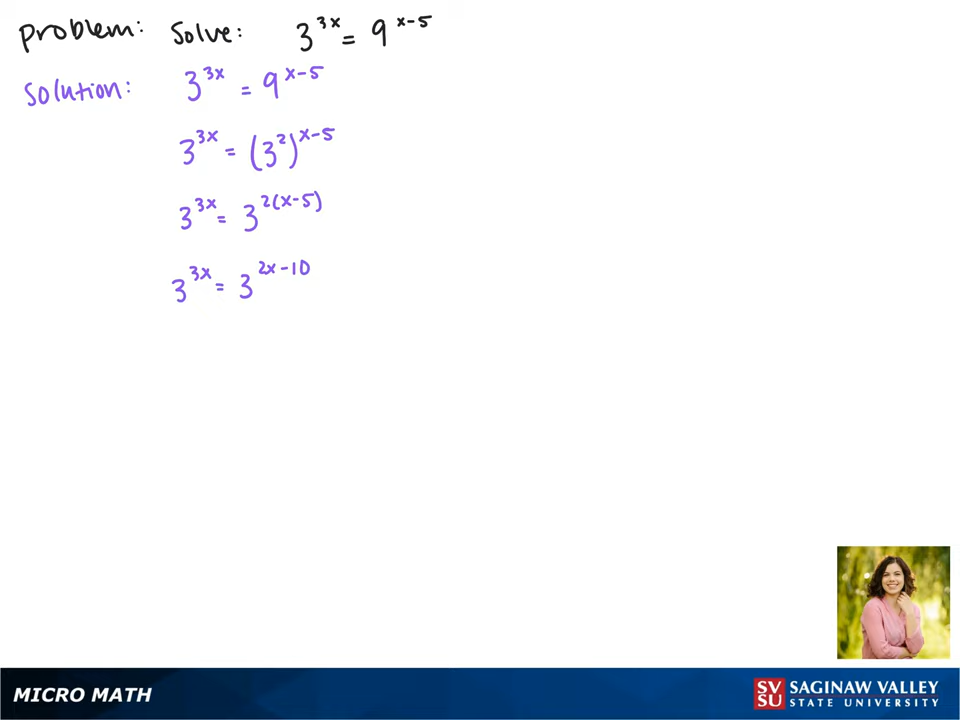 Problem: Solve: 3^{3x} = 9^{x-5}
Solution: 3^{3x} = 9^{x-5}
3^{3x} = (3^2)^{x-5}
3^{3x} = 3^{2(x-5)}
3^{3x} = 3^{2x-10}
MICRO MATH
SV SU SAGINAW VALLEY STATE UNIVERSITY